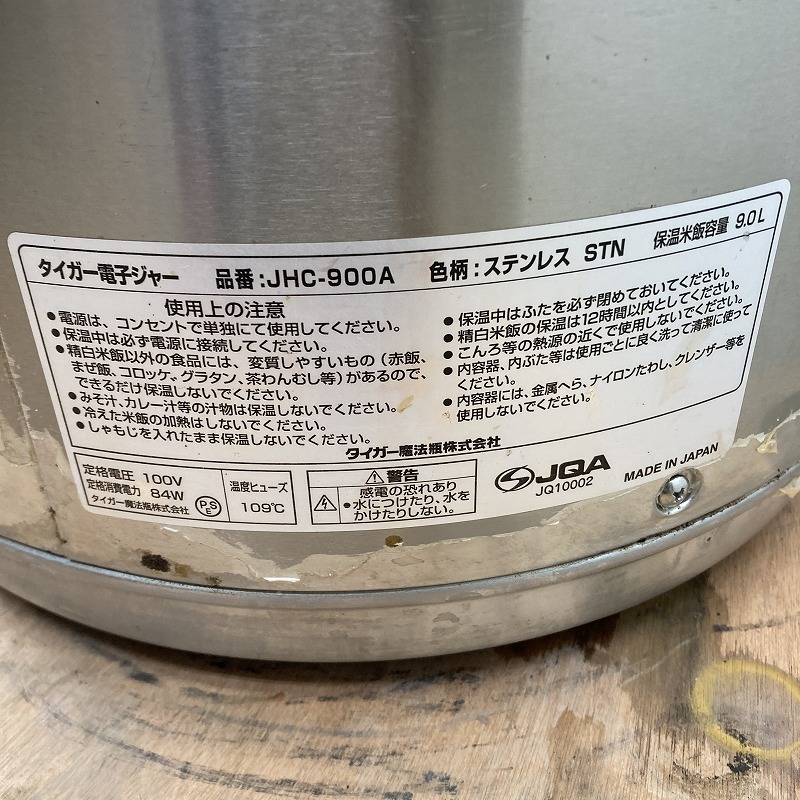 タイガー電子ジャー 品番:JHC-900A 色柄:ステンレス STN 保温米飯容量 9.0L
使用上の注意
●電源は、コンセントで単独にて使用してください。
●保温中は必ず電源に接続してください。
●精白米飯以外の食品には、変質しやすいもの(赤飯、
まぜ飯、コロッケ、グラタン、茶わんむし等)があるので、
できるだけ保温しないでください。
●みそ汁、カレー汁等の汁物は保温しないでください。
●冷えた米飯の加熱はしないでください。
●しゃもじを入れたまま保温しないでください。
●保温中はふたを必ず閉めておいてください。
●精白米飯の保温は12時間以内としてください。
●こんろ等の熱源の近くで使用しないでください。
●内容器、内ぶた等は使用ごとに良く洗って清潔に使って
ください。
●内容器には、金属へら、ナイロンたわし、クレンザー等を
使用しないでください。
タイガー魔法瓶株式会社
定格電圧 100V
定格消費電力 84W
タイガー魔法瓶株式会社
PSE
温度ヒューズ
109℃
警告
感電の恐れあり
●水につけたり、水を
かけたりしない。
JQA
JQ10002
MADE IN JAPAN